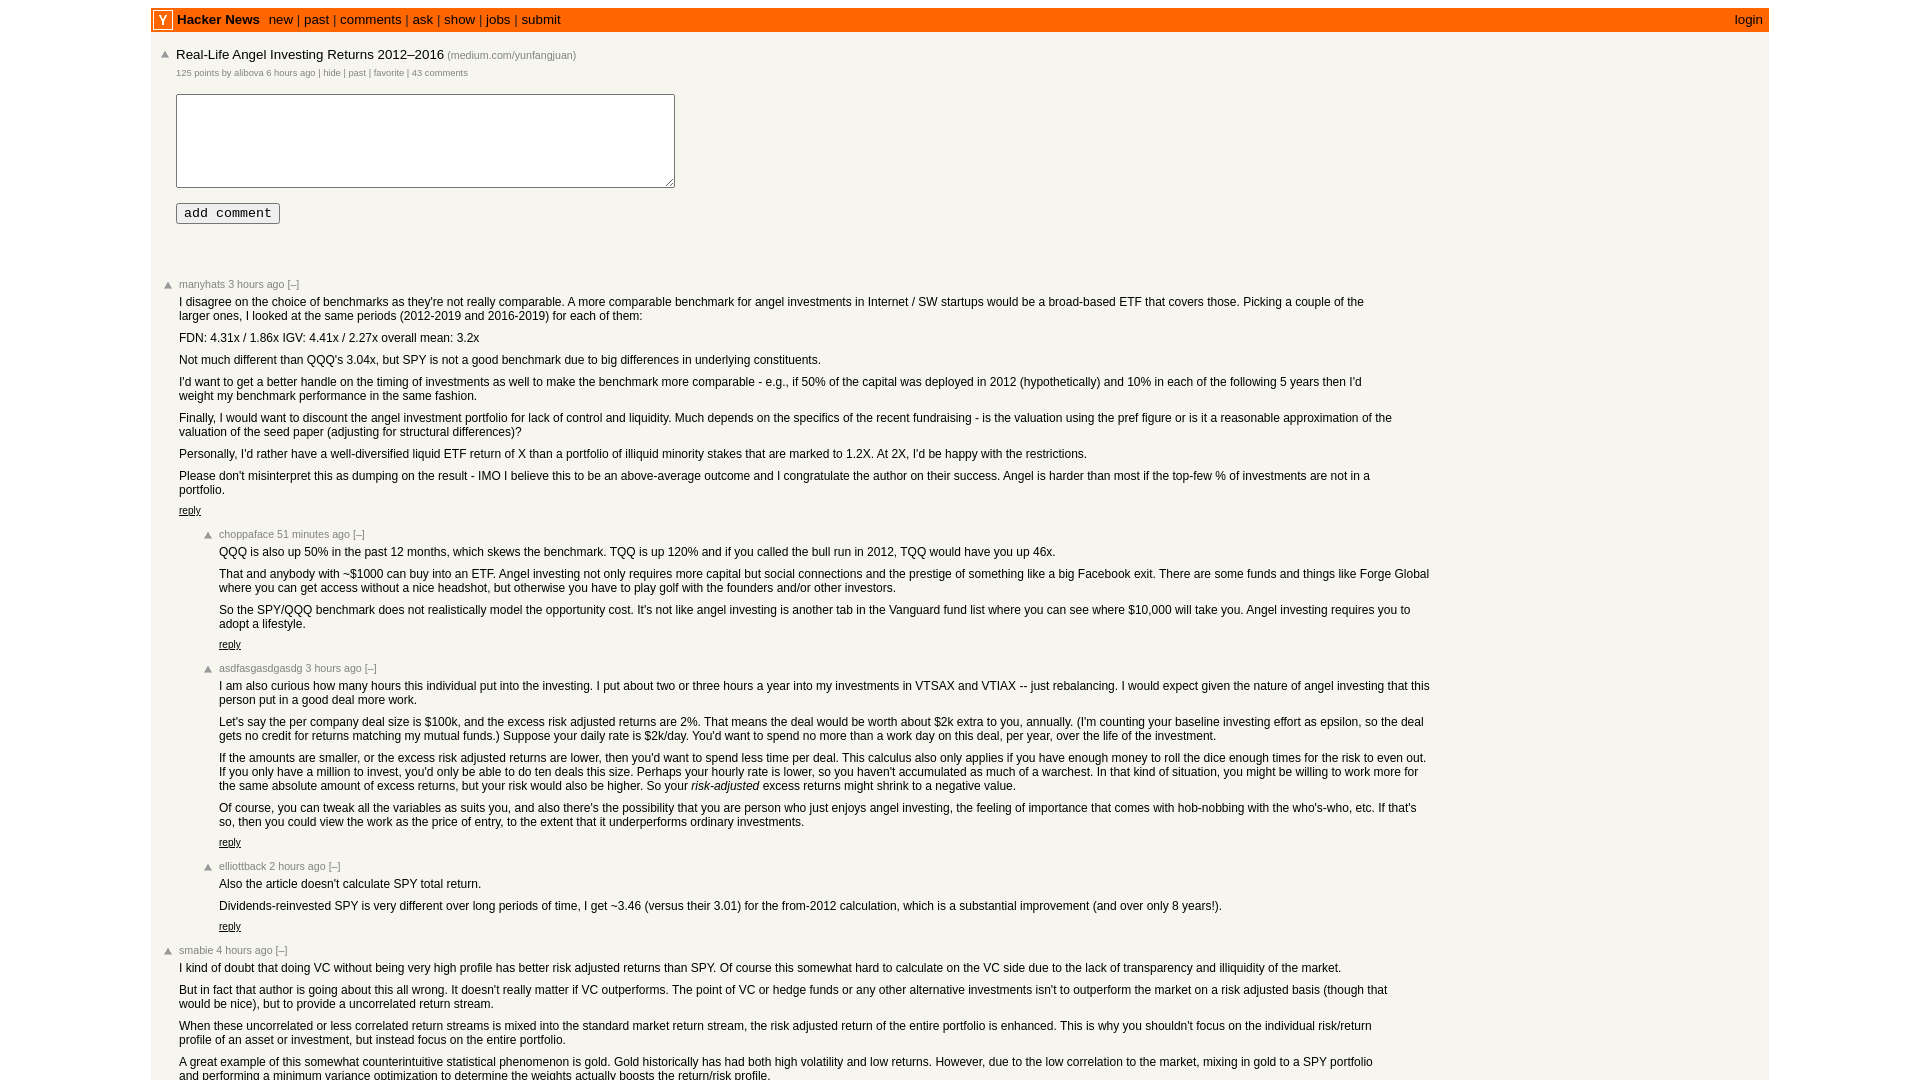 Y Hacker News new | past | comments | ask | show | jobs | submit login
Real-Life Angel Investing Returns 2012–2016 (medium.com/yunfangjuan)
125 points by alibova 6 hours ago | hide | past | favorite | 43 comments
add comment
manyhats 3 hours ago [–]
I disagree on the choice of benchmarks as they're not really comparable. A more comparable benchmark for angel investments in Internet / SW startups would be a broad-based ETF that covers those. Picking a couple of the
larger ones, I looked at the same periods (2012-2019 and 2016-2019) for each of them:
FDN: 4.31x / 1.86x IGV: 4.41x / 2.27x overall mean: 3.2x
Not much different than QQQ's 3.04x, but SPY is not a good benchmark due to big differences in underlying constituents.
I'd want to get a better handle on the timing of investments as well to make the benchmark more comparable - e.g., if 50% of the capital was deployed in 2012 (hypothetically) and 10% in each of the following 5 years then I'd
weight my benchmark performance in the same fashion.
Finally, I would want to discount the angel investment portfolio for lack of control and liquidity. Much depends on the specifics of the recent fundraising - is the valuation using the pref figure or is it a reasonable approximation of the
valuation of the seed paper (adjusting for structural differences)?
Personally, I'd rather have a well-diversified liquid ETF return of X than a portfolio of illiquid minority stakes that are marked to 1.2X. At 2X, I'd be happy with the restrictions.
Please don't misinterpret this as dumping on the result - IMO I believe this to be an above-average outcome and I congratulate the author on their success. Angel is harder than most if the top-few % of investments are not in a
portfolio.
reply
choppaface 51 minutes ago [–]
QQQ is also up 50% in the past 12 months, which skews the benchmark. TQQ is up 120% and if you called the bull run in 2012, TQQ would have you up 46x.
That and anybody with ~$1000 can buy into an ETF. Angel investing not only requires more capital but social connections and the prestige of something like a big Facebook exit. There are some funds and things like Forge Global
where you can get access without a nice headshot, but otherwise you have to play golf with the founders and/or other investors.
So the SPY/QQQ benchmark does not realistically model the opportunity cost. It's not like angel investing is another tab in the Vanguard fund list where you can see where $10,000 will take you. Angel investing requires you to
adopt a lifestyle.
reply
asdfasgasdgasdg 3 hours ago [–]
I am also curious how many hours this individual put into the investing. I put about two or three hours a year into my investments in VTSAX and VTIAX -- just rebalancing. I would expect given the nature of angel investing that this
person put in a good deal more work.
Let's say the per company deal size is $100k, and the excess risk adjusted returns are 2%. That means the deal would be worth about $2k extra to you, annually. (I'm counting your baseline investing effort as epsilon, so the deal
gets no credit for returns matching my mutual funds.) Suppose your daily rate is $2k/day. You'd want to spend no more than a work day on this deal, per year, over the life of the investment.
If the amounts are smaller, or the excess risk adjusted returns are lower, then you'd want to spend less time per deal. This calculus also only applies if you have enough money to roll the dice enough times for the risk to even out.
If you only have a million to invest, you'd only be able to do ten deals this size. Perhaps your hourly rate is lower, so you haven't accumulated as much of a warchest. In that kind of situation, you might be willing to work more for
the same absolute amount of excess returns, but your risk would also be higher. So your risk-adjusted excess returns might shrink to a negative value.
Of course, you can tweak all the variables as suits you, and also there's the possibility that you are person who just enjoys angel investing, the feeling of importance that comes with hob-nobbing with the who's-who, etc. If that's
so, then you could view the work as the price of entry, to the extent that it underperforms ordinary investments.
reply
elliottback 2 hours ago [–]
Also the article doesn't calculate SPY total return.
Dividends-reinvested SPY is very different over long periods of time, I get ~3.46 (versus their 3.01) for the from-2012 calculation, which is a substantial improvement (and over only 8 years!).
reply
smabie 4 hours ago [–]
I kind of doubt that doing VC without being very high profile has better risk adjusted returns than SPY. Of course this somewhat hard to calculate on the VC side due to the lack of transparency and illiquidity of the market.
But in fact that author is going about this all wrong. It doesn't really matter if VC outperforms. The point of VC or hedge funds or any other alternative investments isn't to outperform the market on a risk adjusted basis (though that
would be nice), but to provide a uncorrelated return stream.
When these uncorrelated or less correlated return streams is mixed into the standard market return stream, the risk adjusted return of the entire portfolio is enhanced. This is why you shouldn't focus on the individual risk/return
profile of an asset or investment, but instead focus on the entire portfolio.
A great example of this somewhat counterintuitive statistical phenomenon is gold. Gold historically has had both high volatility and low returns. However, due to the low correlation to the market, mixing in gold to a SPY portfolio
and performing a minimum variance optimization to determine the weights actually boosts the return/risk profile.